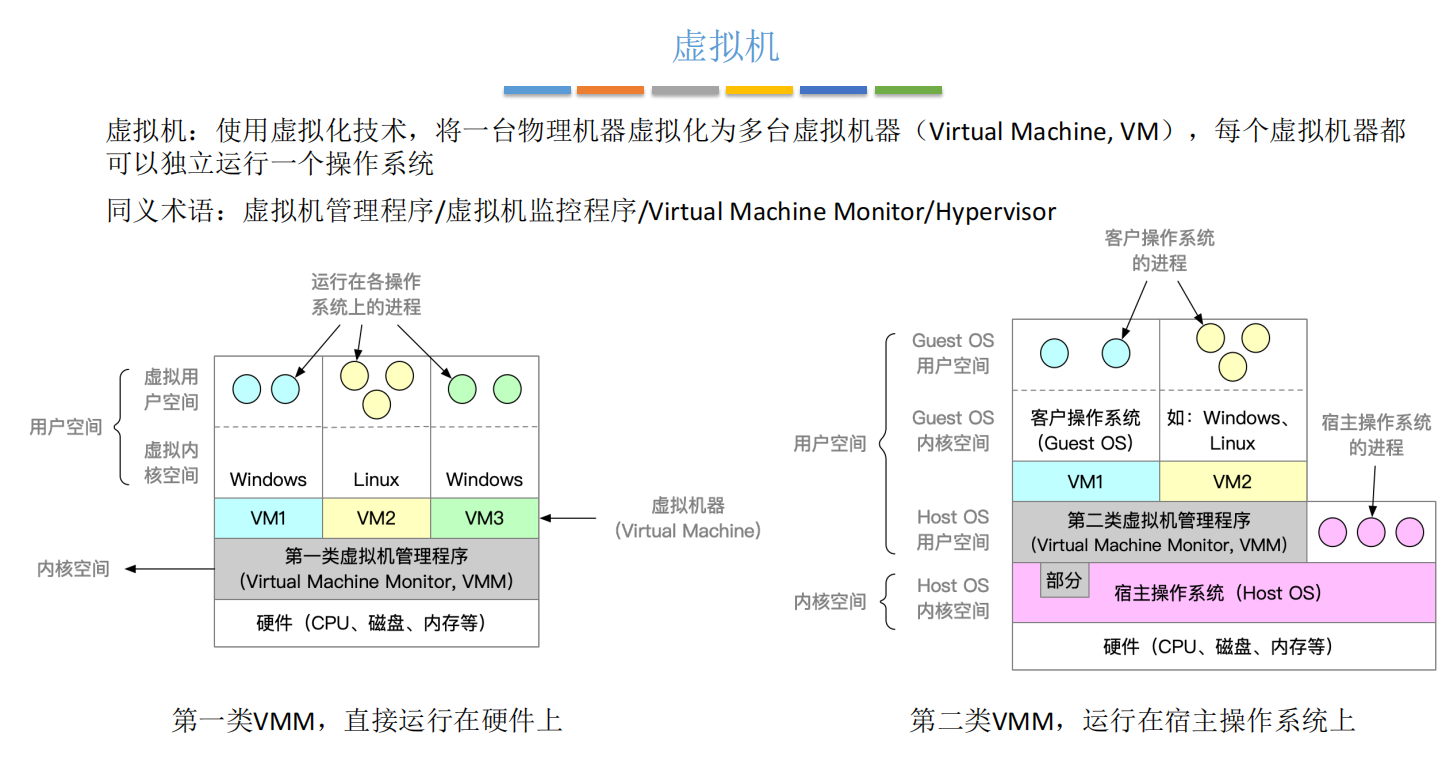 虚拟机
虚拟机：使用虚拟化技术，将一台物理机器虚拟化为多台虚拟机器（Virtual Machine, VM），每个虚拟机器都
可以独立运行一个操作系统
同义术语：虚拟机管理程序/虚拟机监控程序/Virtual Machine Monitor/Hypervisor
运行在各操作
系统上的进程
用户空间
虚拟用
户空间
虚拟内
核空间
Windows
Linux
Windows
VM1
VM2
VM3
虚拟机器
（Virtual Machine）
内核空间
第一类虚拟机管理程序
（Virtual Machine Monitor, VMM）
硬件（CPU、磁盘、内存等）
第一类VMM，直接运行在硬件上
客户操作系统
的进程
Guest OS
用户空间
用户空间
Guest OS
内核空间
客户操作系统
（Guest OS）
如：Windows、
Linux
宿主操作系统
的进程
VM1
VM2
Host OS
用户空间
第二类虚拟机管理程序
（Virtual Machine Monitor, VMM）
内核空间
Host OS
内核空间
部分
宿主操作系统（Host OS）
硬件（CPU、磁盘、内存等）
第二类VMM，运行在宿主操作系统上